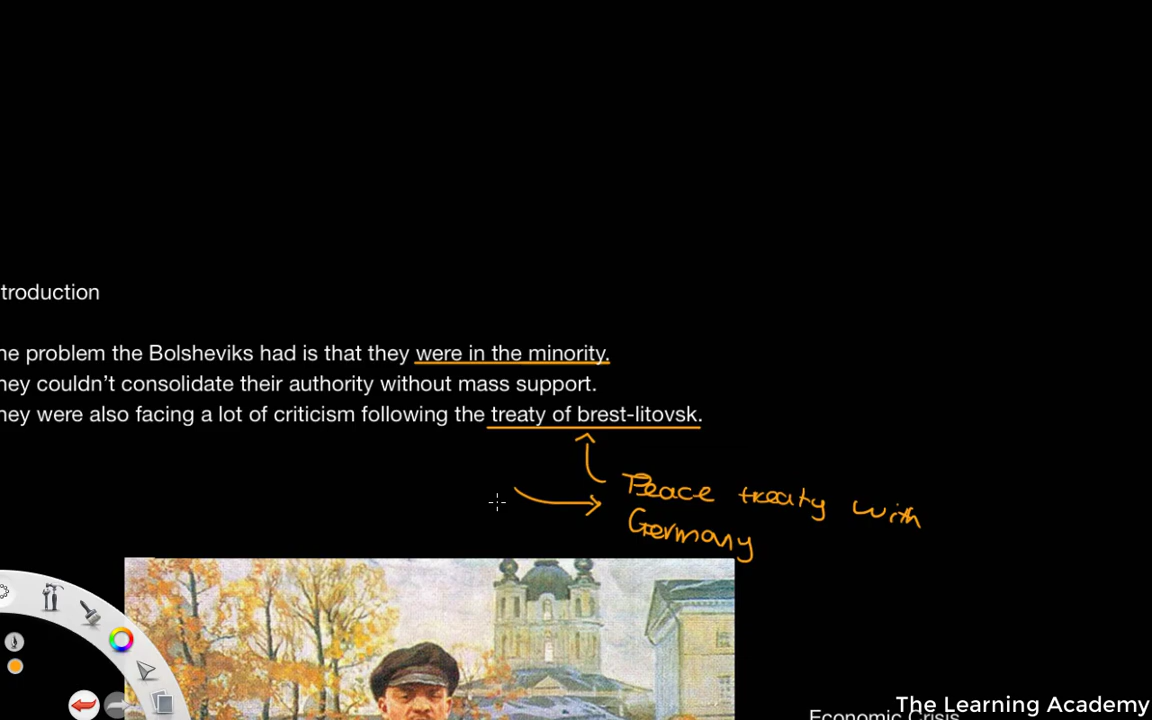 troduction
he problem the Bolsheviks had is that they were in the minority.
hey couldn't consolidate their authority without mass support.
hey were also facing a lot of criticism following the treaty of brest-litovsk.
Peace treaty with
Germany
Economic Crisis
The Learning Academy